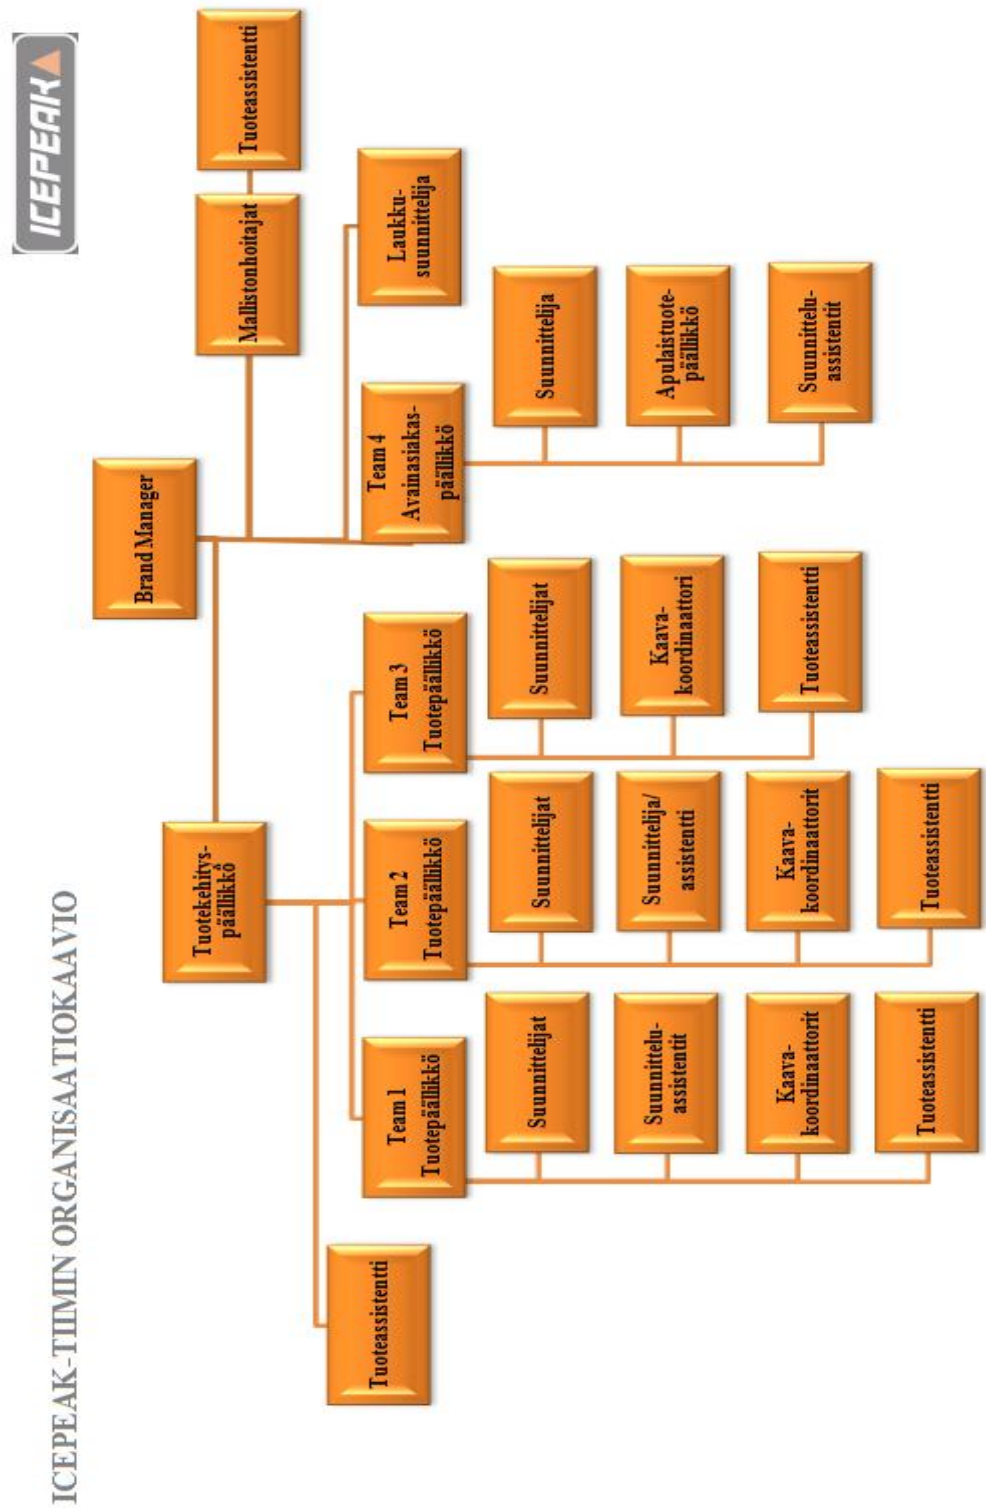 ICEPEAK-TIIMIN ORGANISAATIOKAAVIO
ICEPEAK
Brand Manager
Tuotekehitys-
päällikkö
Mallistonhoitajat
Tuoteassistentti
Tuoteassistentti
Team 1
Tuotepäällikkö
Suunnittelijat
Suunnittelu-
assistentit
Kaava-
koordinaattorit
Tuoteassistentti
Team 2
Tuotepäällikkö
Suunnittelijat
Suunnittelija/
assistentti
Kaava-
koordinaattorit
Tuoteassistentti
Team 3
Tuotepäällikkö
Suunnittelijat
Kaava-
koordinaattori
Tuoteassistentti
Team 4
Avainasiakas-
päällikkö
Suunnittelija
Apulaistuote-
päällikkö
Suunnittelu-
assistentit
Laukku-
suunnittelija